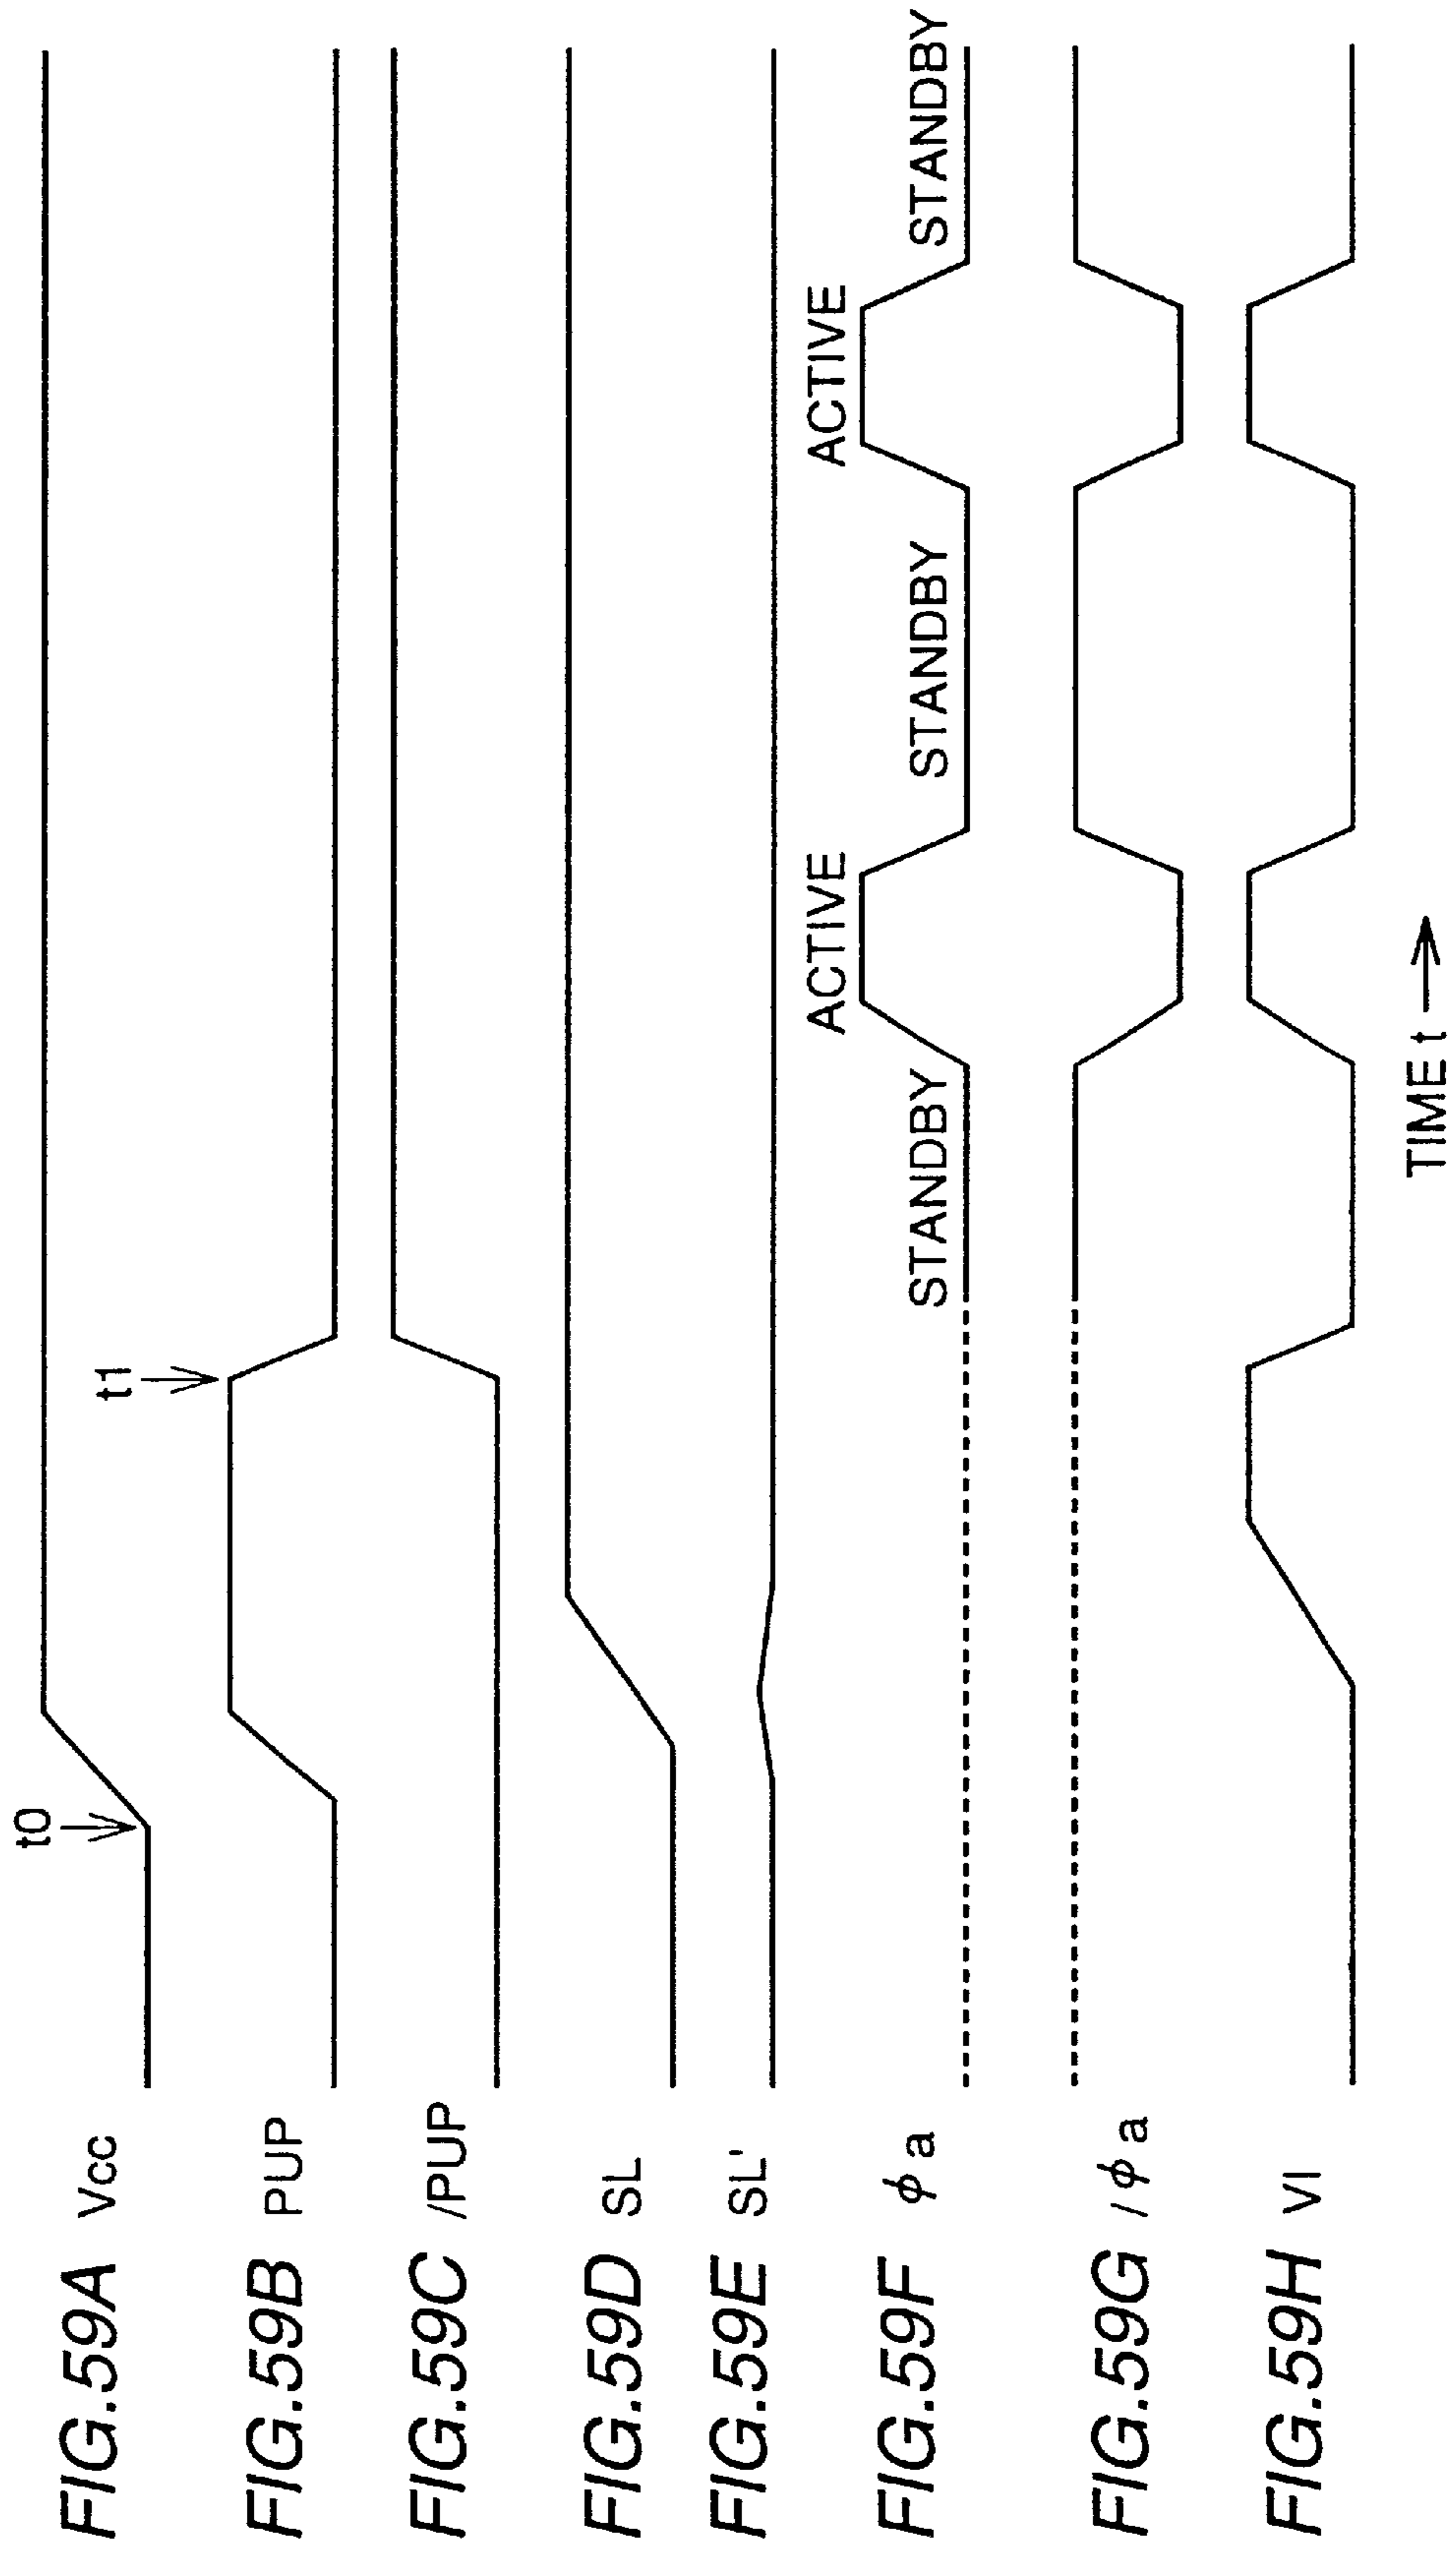 t0
t1
FIG.59A Vcc
FIG.59B PUP
FIG.59C /PUP
FIG.59D SL
FIG.59E SL'
ACTIVE ACTIVE
FIG.59F ϕa STANDBY STANDBY STANDBY
FIG.59G /ϕa
FIG.59H VI
TIME t